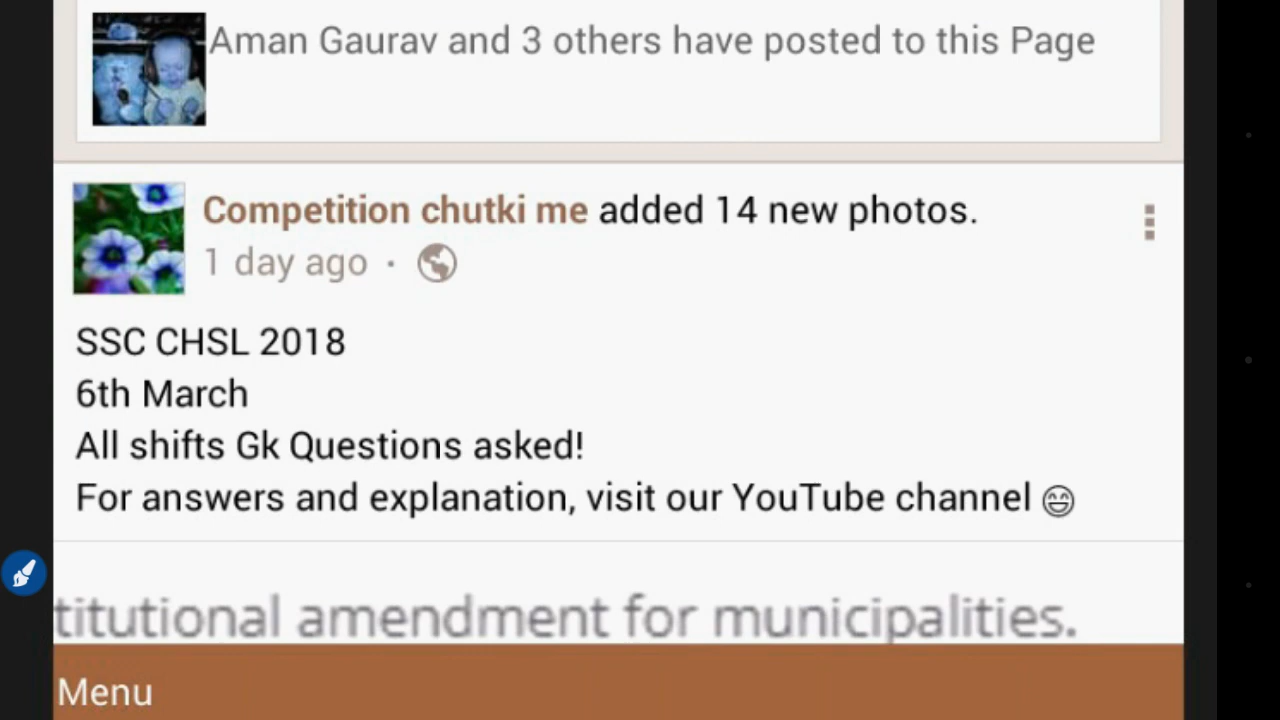 Aman Gaurav and 3 others have posted to this Page
Competition chutki me added 14 new photos.
1 day ago ·
SSC CHSL 2018
6th March
All shifts Gk Questions asked!
For answers and explanation, visit our YouTube channel 😄
titutional amendment for municipalities.
Menu